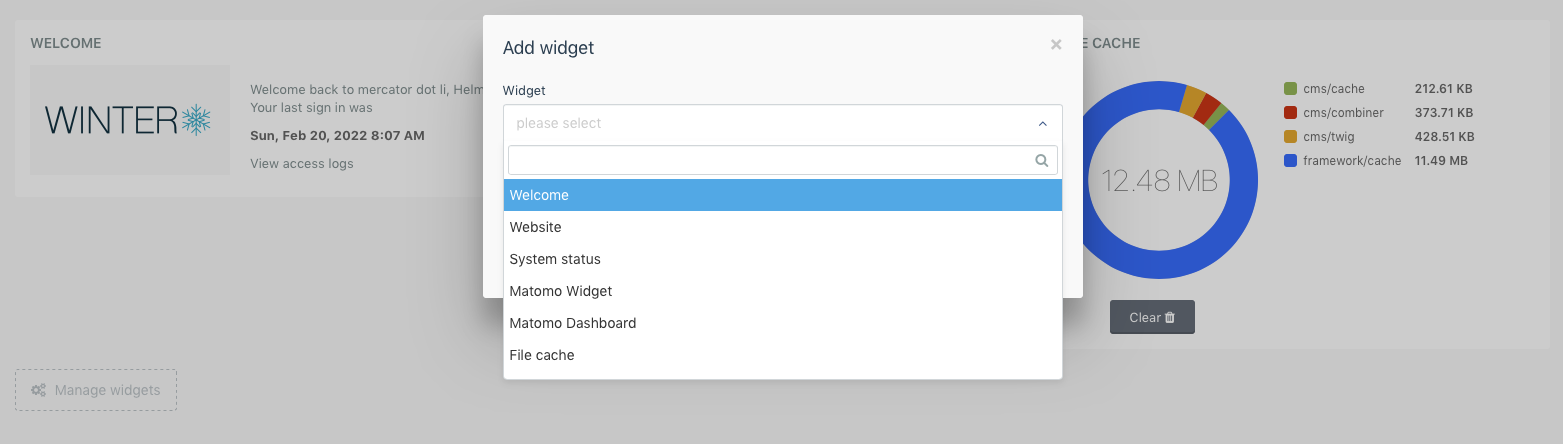 WELCOME
WINTER
Welcome back to mercator dot li, Helm
Your last sign in was
Sun, Feb 20, 2022 8:07 AM
View access logs
Manage widgets
Add widget
×
Widget
please select
Welcome
Website
System status
Matomo Widget
Matomo Dashboard
File cache
E CACHE
12.48 MB
cms/cache 212.61 KB
cms/combiner 373.71 KB
cms/twig 428.51 KB
framework/cache 11.49 MB
Clear